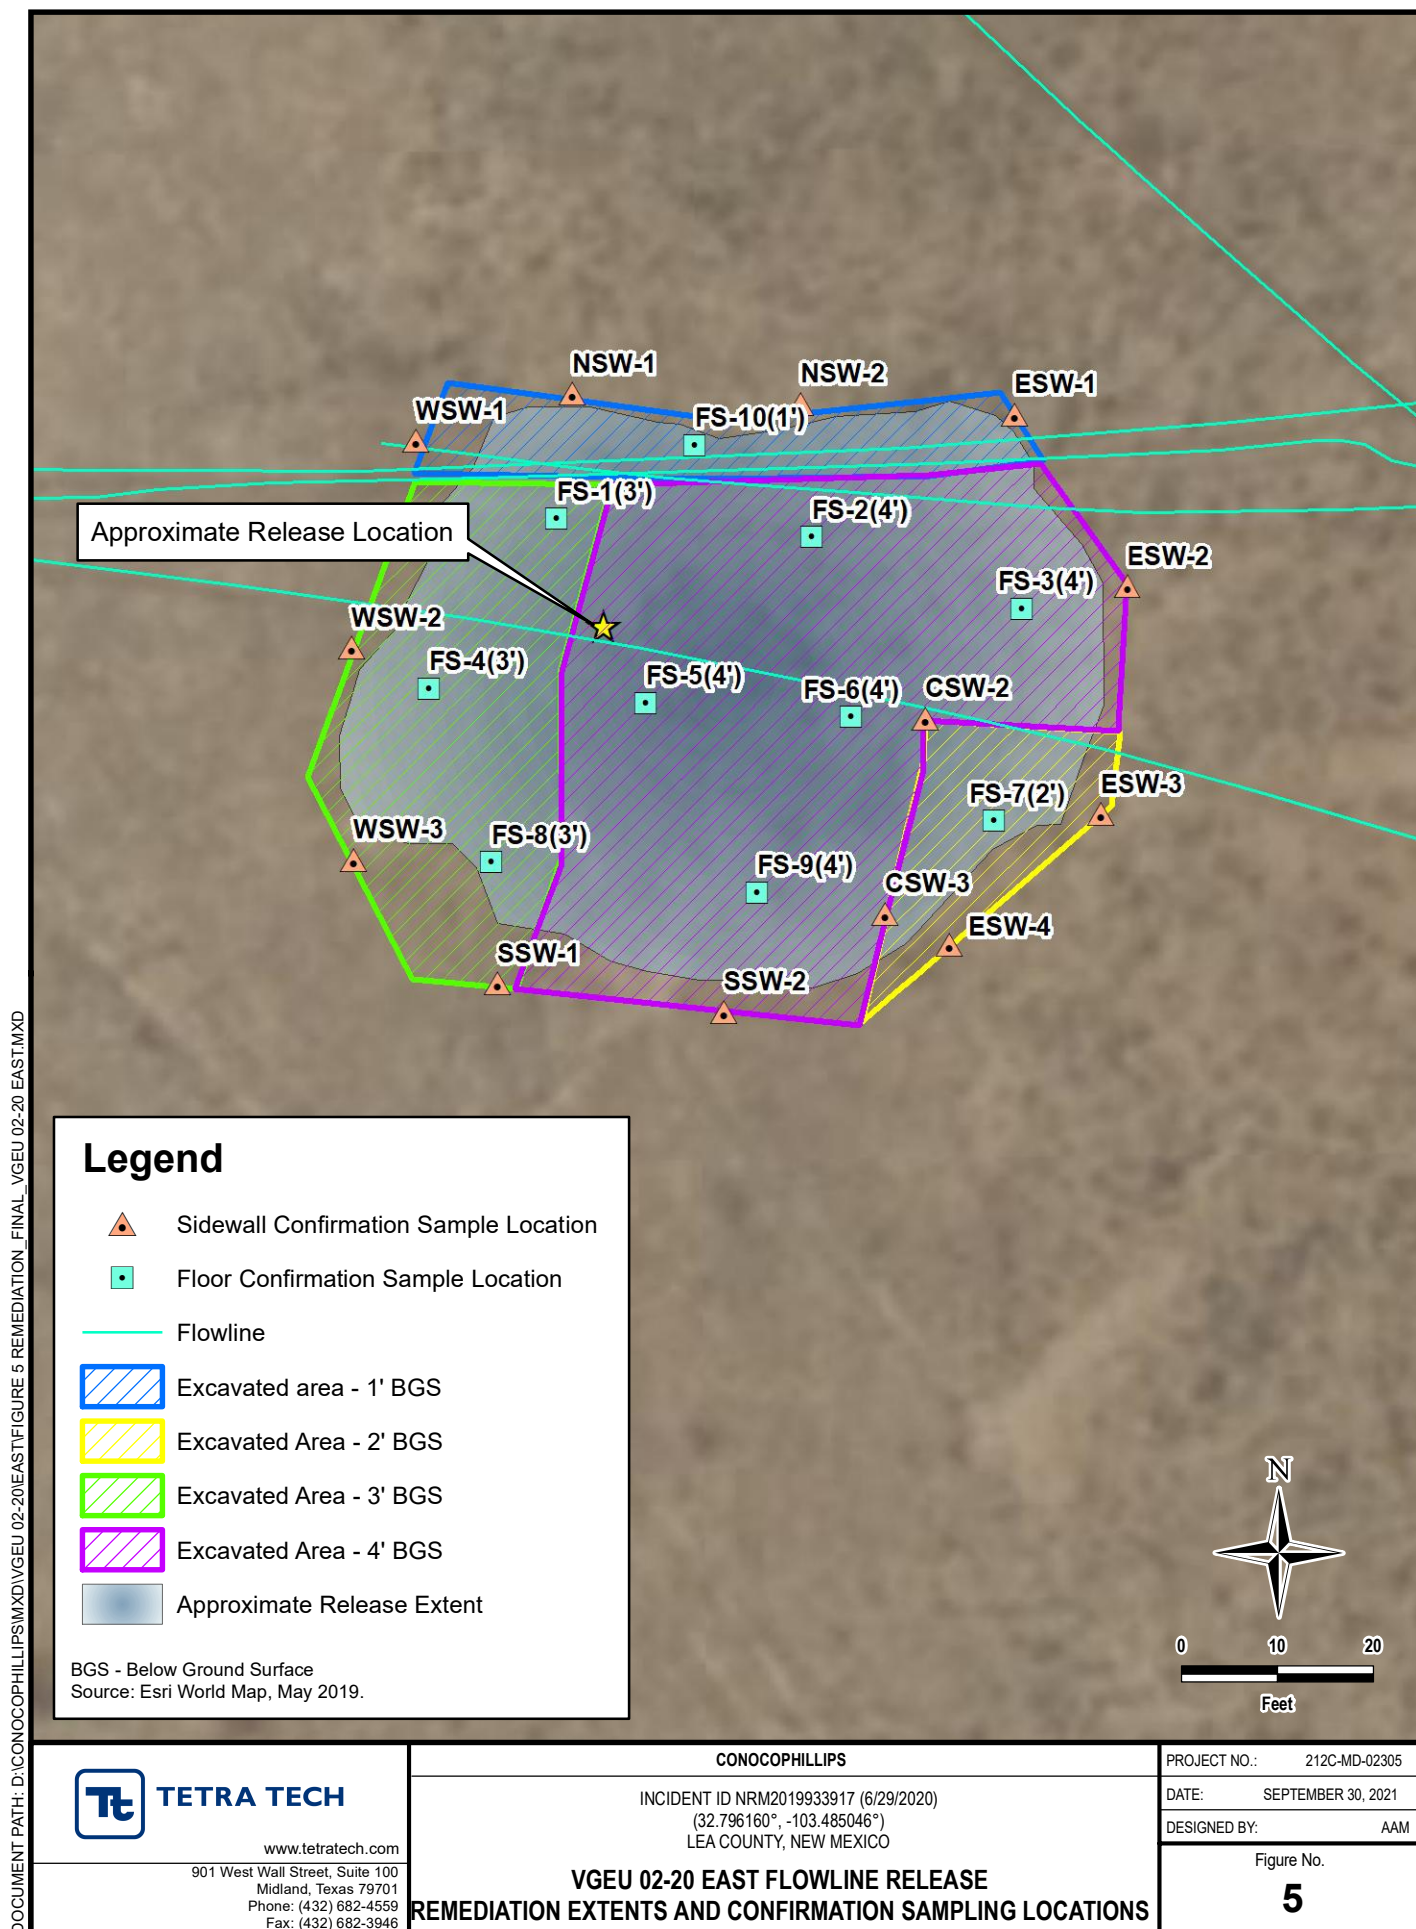 NSW-1
NSW-2
ESW-1
WSW-1
FS-10(1')
FS-1(3')
FS-2(4')
Approximate Release Location
ESW-2
FS-3(4')
WSW-2
FS-4(3')
FS-5(4')
FS-6(4')
CSW-2
ESW-3
FS-7(2')
WSW-3
FS-8(3')
FS-9(4')
CSW-3
ESW-4
SSW-1
SSW-2
Legend
Sidewall Confirmation Sample Location
Floor Confirmation Sample Location
Flowline
Excavated area - 1' BGS
Excavated Area - 2' BGS
Excavated Area - 3' BGS
Excavated Area - 4' BGS
Approximate Release Extent
BGS - Below Ground Surface
Source: Esri World Map, May 2019.
N
0 10 20
Feet
DOCUMENT PATH: D:\CONOCOPHILLIPS\MXD\VGEU 02-20\EAST\FIGURE 5 REMEDIATION_FINAL_VGEU 02-20 EAST.MXD
Tt TETRA TECH
www.tetratech.com
901 West Wall Street, Suite 100
Midland, Texas 79701
Phone: (432) 682-4559
Fax: (432) 682-3946
CONOCOPHILLIPS
INCIDENT ID NRM2019933917 (6/29/2020)
(32.796160°, -103.485046°)
LEA COUNTY, NEW MEXICO
VGEU 02-20 EAST FLOWLINE RELEASE
REMEDIATION EXTENTS AND CONFIRMATION SAMPLING LOCATIONS
PROJECT NO.: 212C-MD-02305
DATE: SEPTEMBER 30, 2021
DESIGNED BY: AAM
Figure No.
5